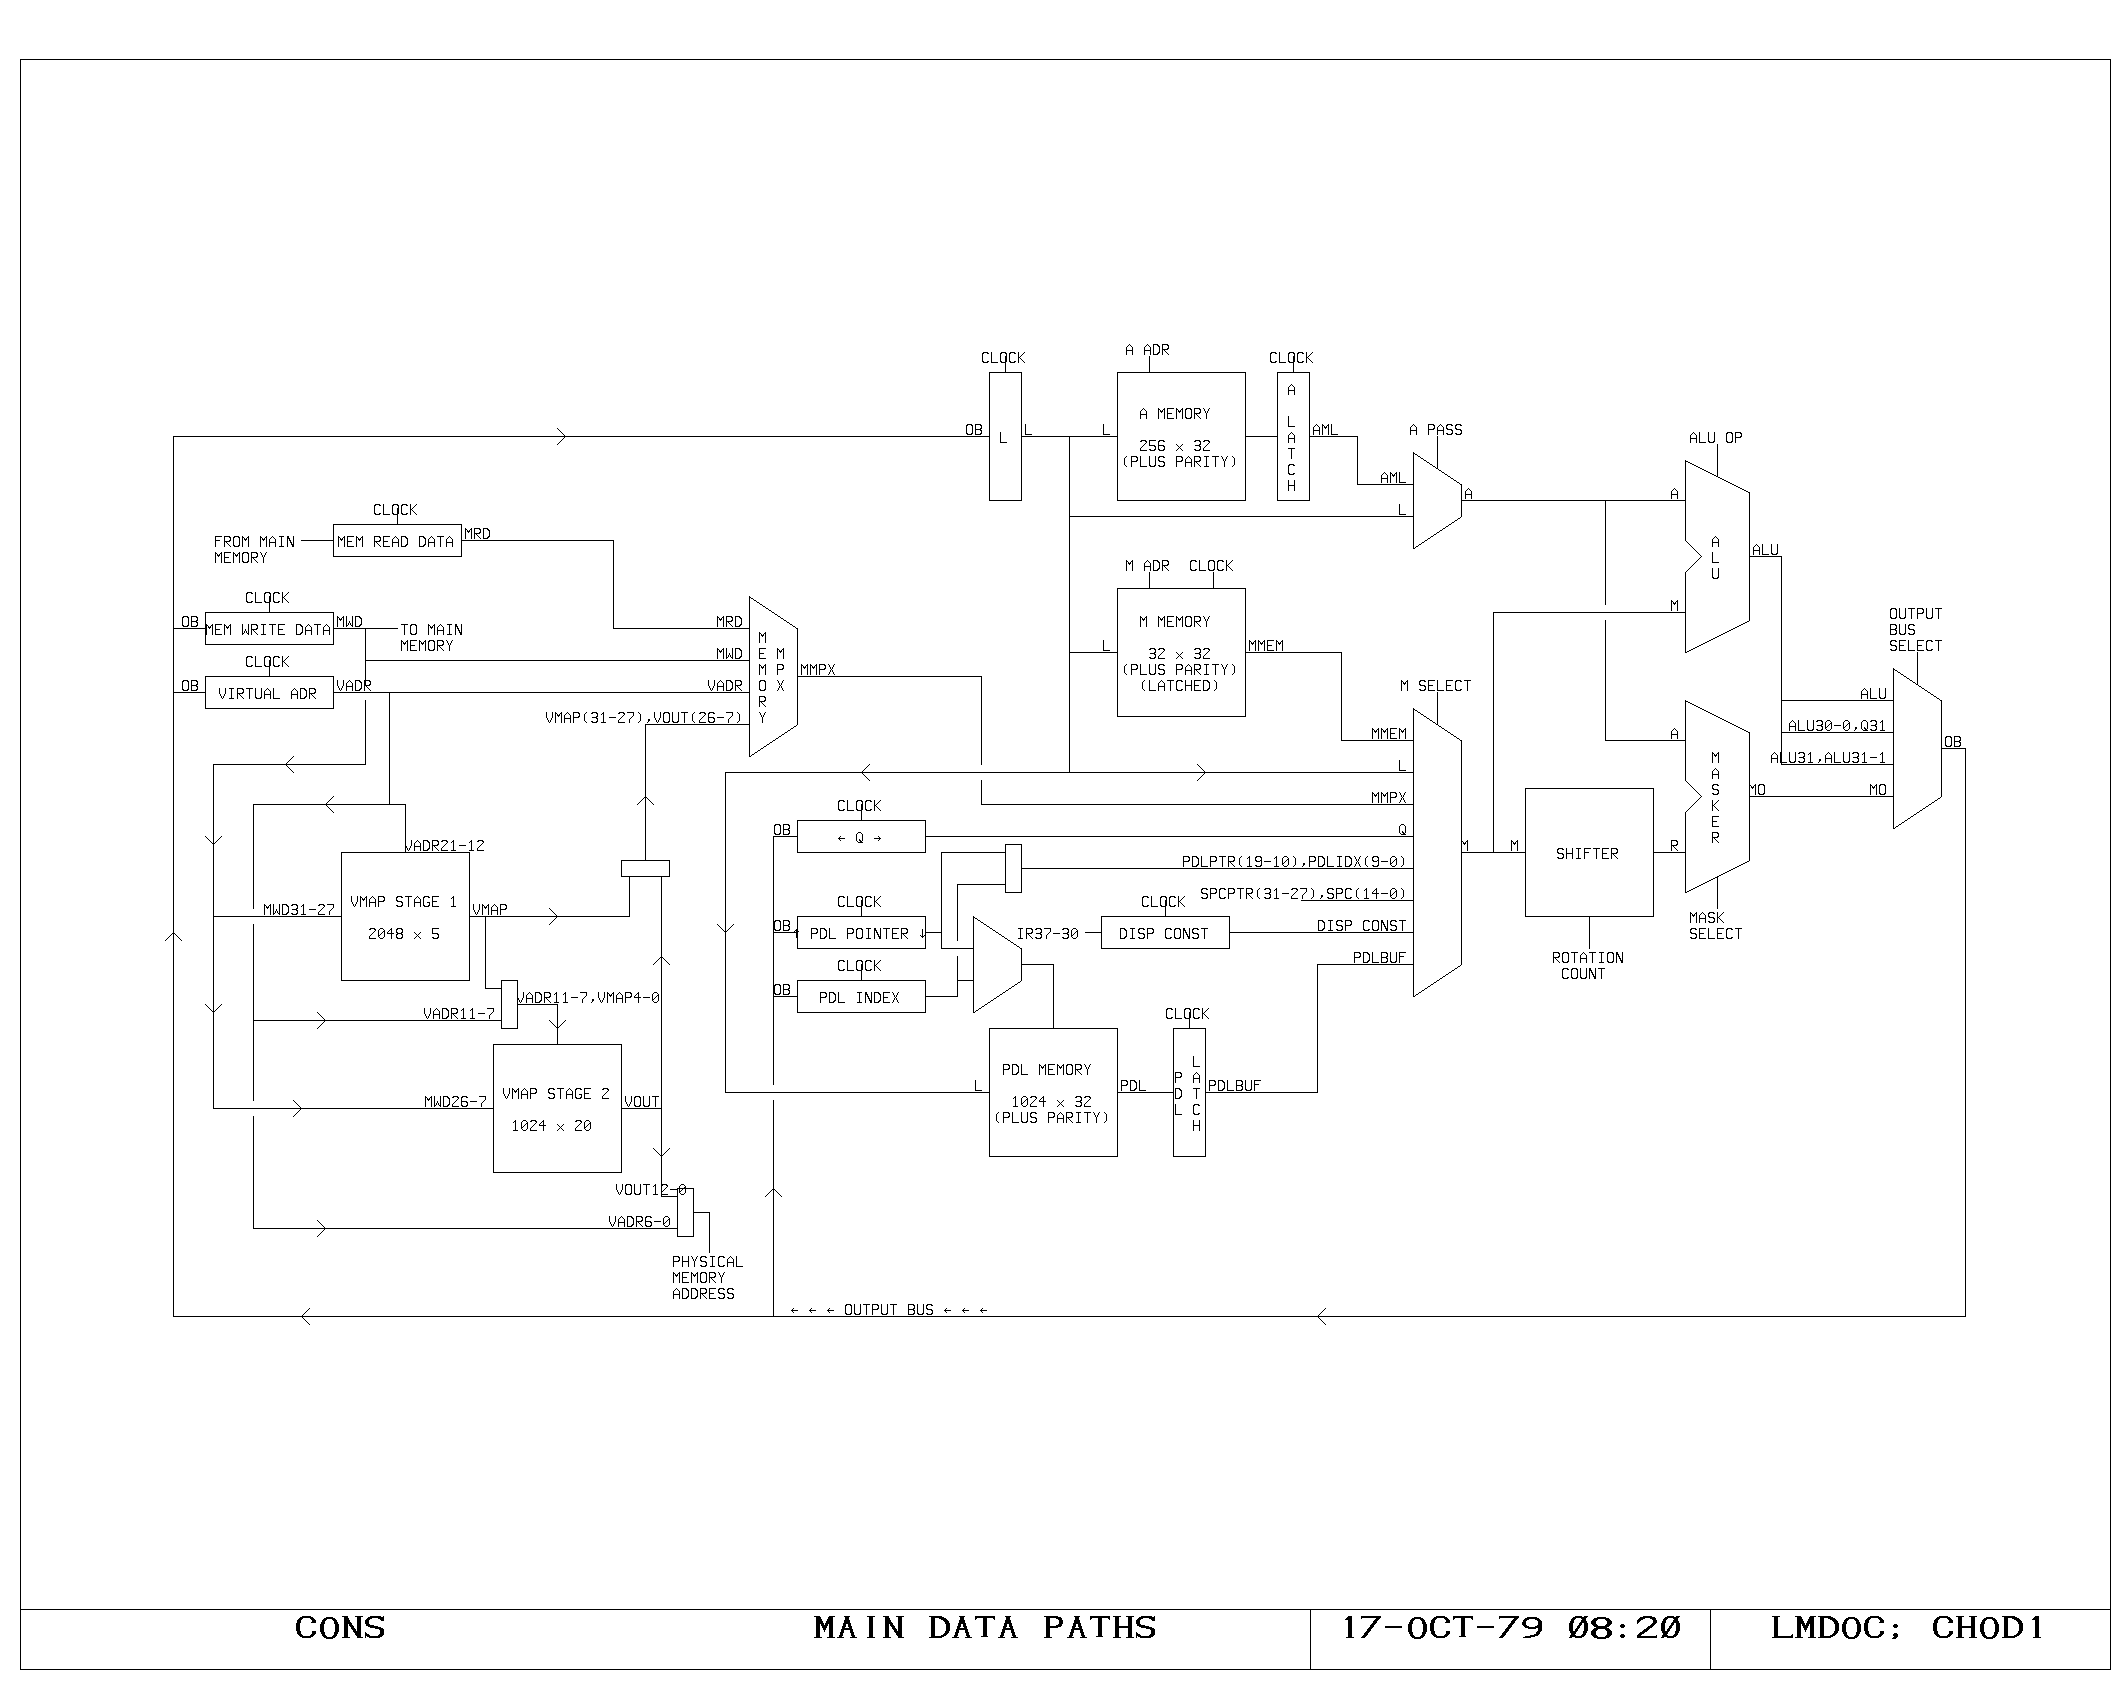 CLOCK
A ADR
CLOCK
A MEMORY
256 × 32
(PLUS PARITY)
A LATCH
OB
L
L
L
AML
A PASS
AML
L
A
ALU OP
A
ALU
M
ALU
CLOCK
FROM MAIN
MEMORY
MEM READ DATA
MRD
CLOCK
OB
MEM WRITE DATA
MWD
TO MAIN
MEMORY
CLOCK
OB
VIRTUAL ADR
VADR
MRD
MWD
VADR
VMAP(31-27),VOUT(26-7)
MEMORY
MPX
MMPX
M ADR
CLOCK
M MEMORY
32 × 32
(PLUS PARITY)
(LATCHED)
L
MMEM
OUTPUT
BUS
SELECT
ALU
ALU30-0,Q31
ALU31,ALU31-1
MO
OB
M SELECT
MMEM
L
MMPX
Q
PDLPTR(19-10),PDLIDX(9-0)
SPCPTR(31-27),SPC(14-0)
DISP CONST
PDLBUF
M
M
SHIFTER
R
ROTATION
COUNT
A
MASKER
MO
MASK
SELECT
CLOCK
OB
← Q →
CLOCK
OB
↑ PDL POINTER ↓
CLOCK
OB
PDL INDEX
IR37-30
CLOCK
DISP CONST
VADR21-12
MWD31-27
VMAP STAGE 1
2048 × 5
VMAP
VADR11-7,VMAP4-0
VADR11-7
MWD26-7
VMAP STAGE 2
1024 × 20
VOUT
VOUT12-0
VADR6-0
PHYSICAL
MEMORY
ADDRESS
L
PDL MEMORY
1024 × 32
(PLUS PARITY)
PDL
CLOCK
PDL
LATCH
PDLBUF
← ← ← OUTPUT BUS ← ← ←
CONS
MAIN DATA PATHS
17-OCT-79 08:20
LMDOC; CHOD1